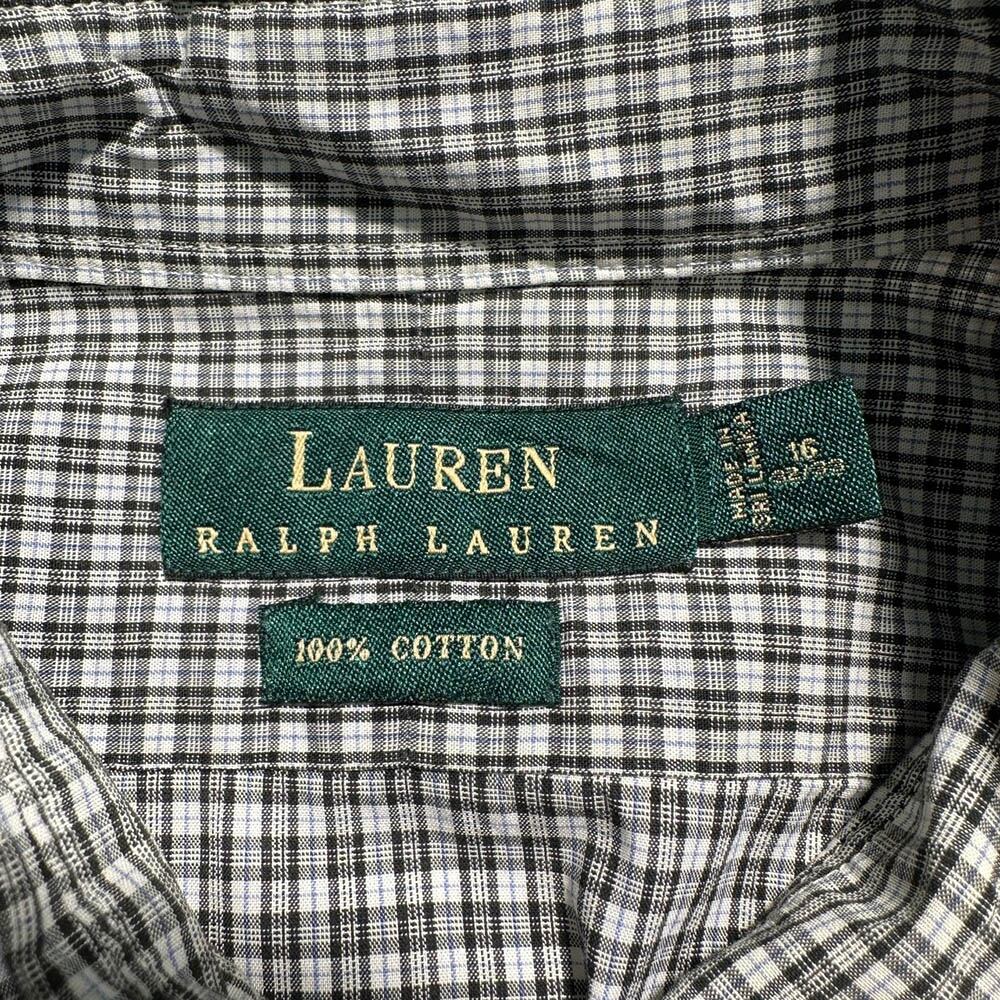 LAUREN
RALPH LAUREN
MADE IN
SRI LANKA
16
100% COTTON